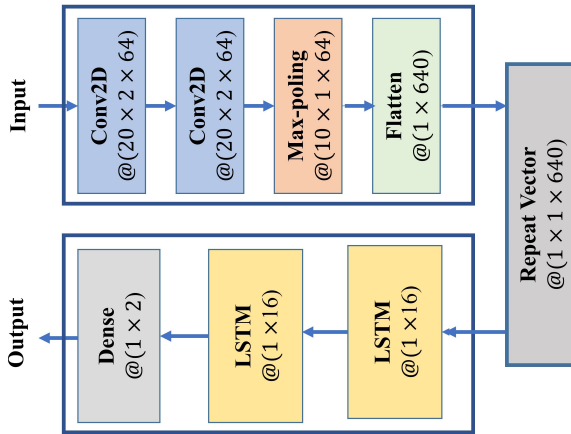 Input
Conv2D
@(20 × 2 × 64)
Conv2D
@(20 × 2 × 64)
Max-poling
@(10 × 1 × 64)
Flatten
@(1 × 640)
Repeat Vector
@(1 × 1 × 640)
LSTM
@(1 ×16)
LSTM
@(1 ×16)
Dense
@(1 × 2)
Output